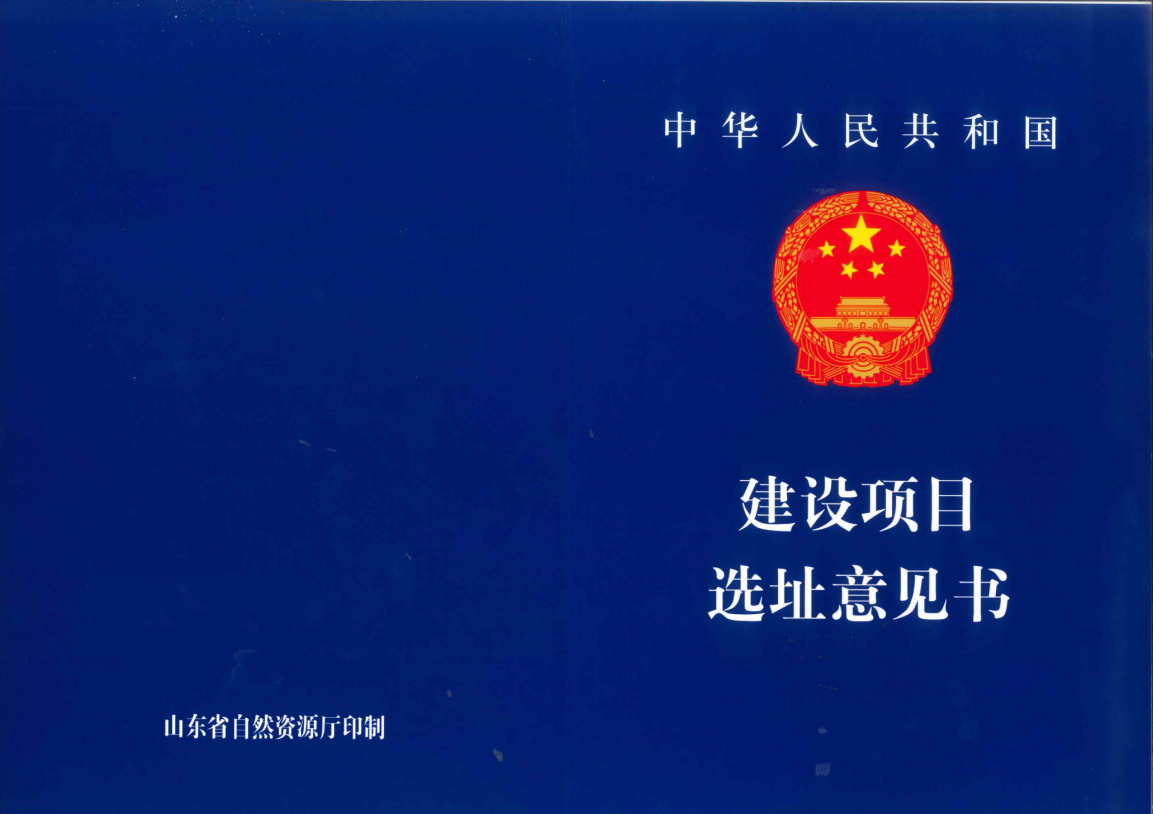 中华人民共和国
建设项目
选址意见书
山东省自然资源厅印制